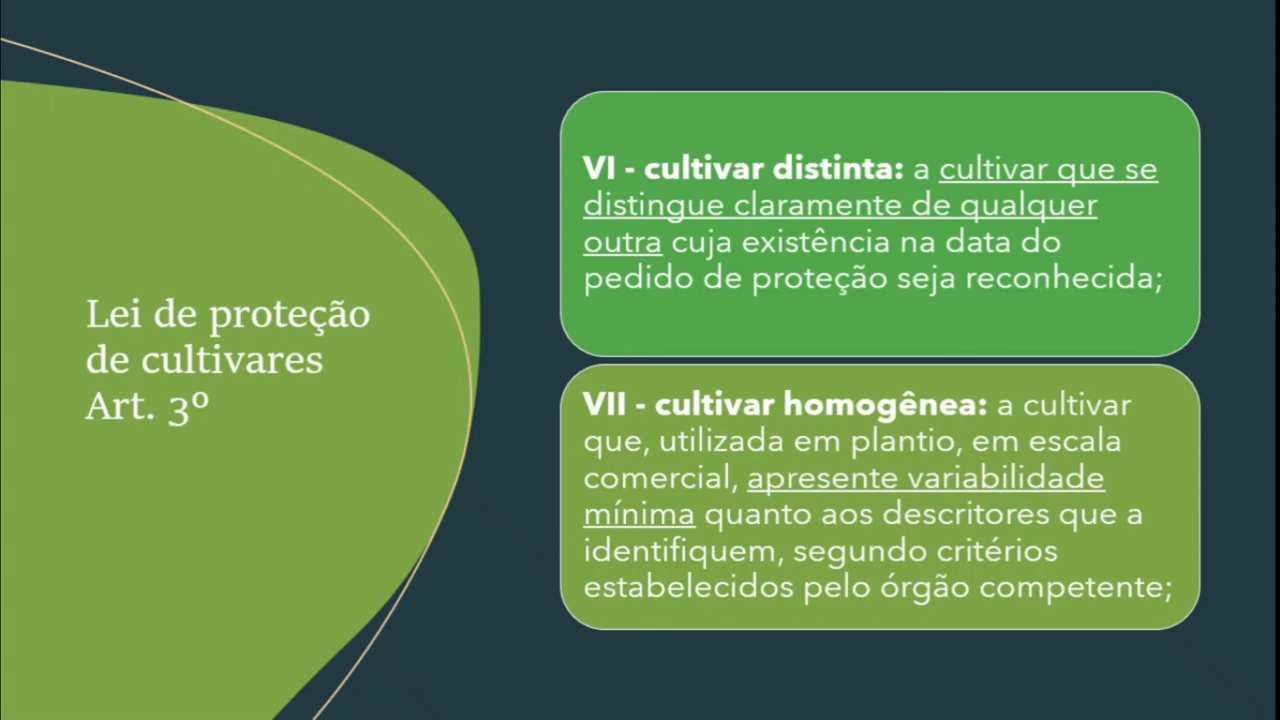 Lei de proteção
de cultivares
Art. 3º
VI - cultivar distinta: a cultivar que se
distingue claramente de qualquer
outra cuja existência na data do
pedido de proteção seja reconhecida;
VII - cultivar homogênea: a cultivar
que, utilizada em plantio, em escala
comercial, apresente variabilidade
mínima quanto aos descritores que a
identifiquem, segundo critérios
estabelecidos pelo órgão competente;